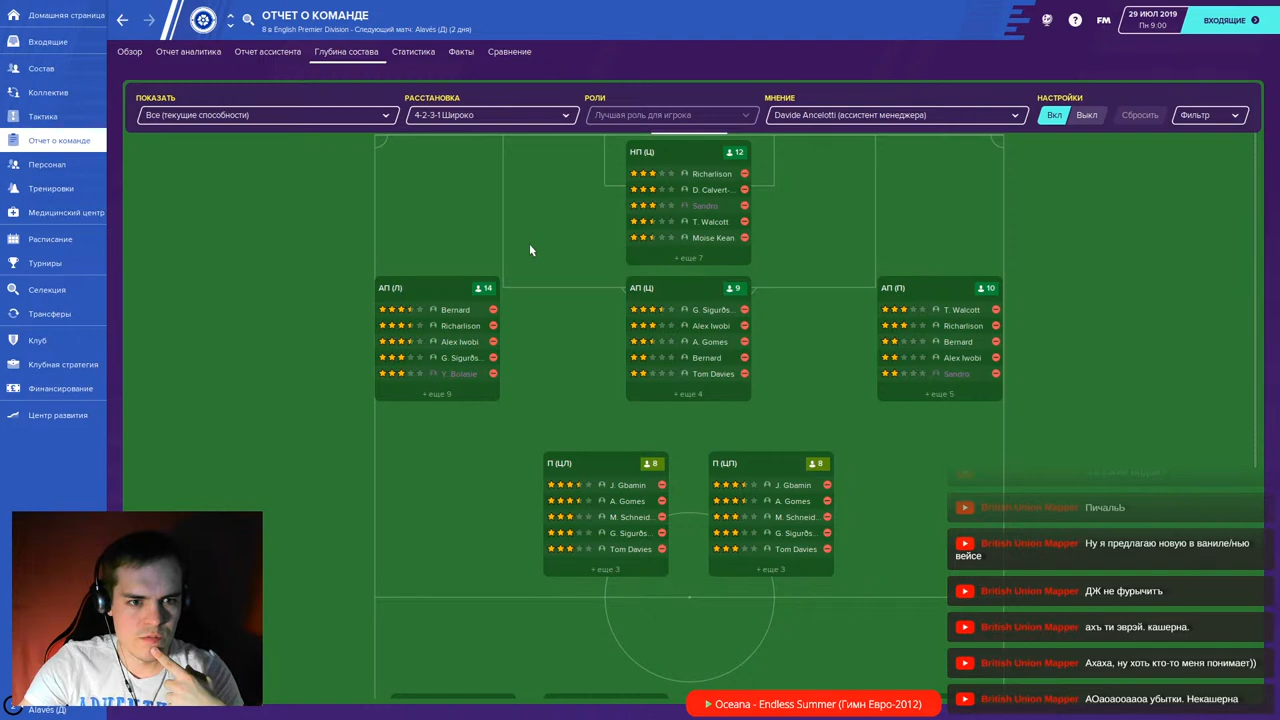 Домашняя страница
Входящие
Состав
Коллектив
Тактика
Отчет о команде
Персонал
Тренировки
Медицинский центр
Расписание
Турниры
Селекция
Трансферы
Клуб
Клубная стратегия
Финансирование
Центр развития
Alavés (Д)
ОТЧЕТ О КОМАНДЕ
8 в English Premier Division - Следующий матч: Alavés (Д) (2 дня)
FM
29 ИЮЛ 2019
Пн 9:00
ВХОДЯЩИЕ
Обзор
Отчет аналитика
Отчет ассистента
Глубина состава
Статистика
Факты
Сравнение
ПОКАЗАТЬ
Все (текущие способности)
РАССТАНОВКА
4-2-3-1 Широко
РОЛИ
Лучшая роль для игрока
МНЕНИЕ
Davide Ancelotti (ассистент менеджера)
НАСТРОЙКИ
Вкл
Выкл
Сбросить
Фильтр
НП (Ц) 12
Richarlison
D. Calvert-...
Sandro
T. Walcott
Moise Kean
+ еще 7
АП (Л) 14
Bernard
Richarlison
Alex Iwobi
G. Sigurðs...
Y. Bolasie
+ еще 9
АП (Ц) 9
G. Sigurðs...
Alex Iwobi
A. Gomes
Bernard
Tom Davies
+ еще 4
АП (П) 10
T. Walcott
Richarlison
Bernard
Alex Iwobi
Sandro
+ еще 5
П (ЦЛ) 8
J. Gbamin
A. Gomes
M. Schneid...
G. Sigurðs...
Tom Davies
+ еще 3
П (ЦП) 8
J. Gbamin
A. Gomes
M. Schneid...
G. Sigurðs...
Tom Davies
+ еще 3
British Union Mapper ПичальЬ
British Union Mapper Ну я предлагаю новую в ваниле/нью
вейсе
British Union Mapper ДЖ не фурычитъ
British Union Mapper ахъ ти эврэй. кашерна.
British Union Mapper Ахаха, ну хоть кто-то меня понимает))
British Union Mapper АОаоаооаоа убытки. Некашерна
Oceana - Endless Summer (Гимн Евро-2012)